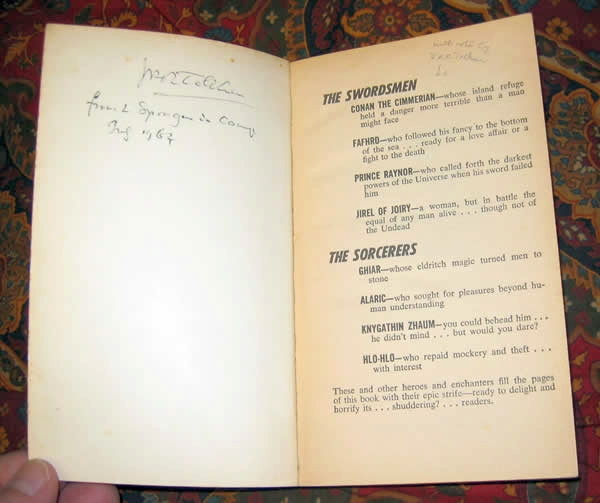 JRRTolkien
from L Sprague de Camp
with note by
J.R.R. Tolkien
THE SWORDSMEN
CONAN THE CIMMERIAN—whose island refuge
held a danger more terrible than a man
might face
FAFHRD—who followed his fancy to the bottom
of the sea . . . ready for a love affair or a
fight to the death
PRINCE RAYNOR—who called forth the darkest
powers of the Universe when his sword failed
him
JIREL OF JOIRY—a woman, but in battle the
equal of any man alive . . . though not of
the Undead
THE SORCERERS
GHIAR—whose eldritch magic turned men to
stone
ALARIC—who sought for pleasures beyond hu-
man understanding
KNYGATHIN ZHAUM—you could behead him . . .
he didn't mind . . . but would you dare?
HLO-HLO—who repaid mockery and theft . . .
with interest
These and other heroes and enchanters fill the pages
of this book with their epic strife—ready to delight and
horrify its . . . shuddering? . . . readers.